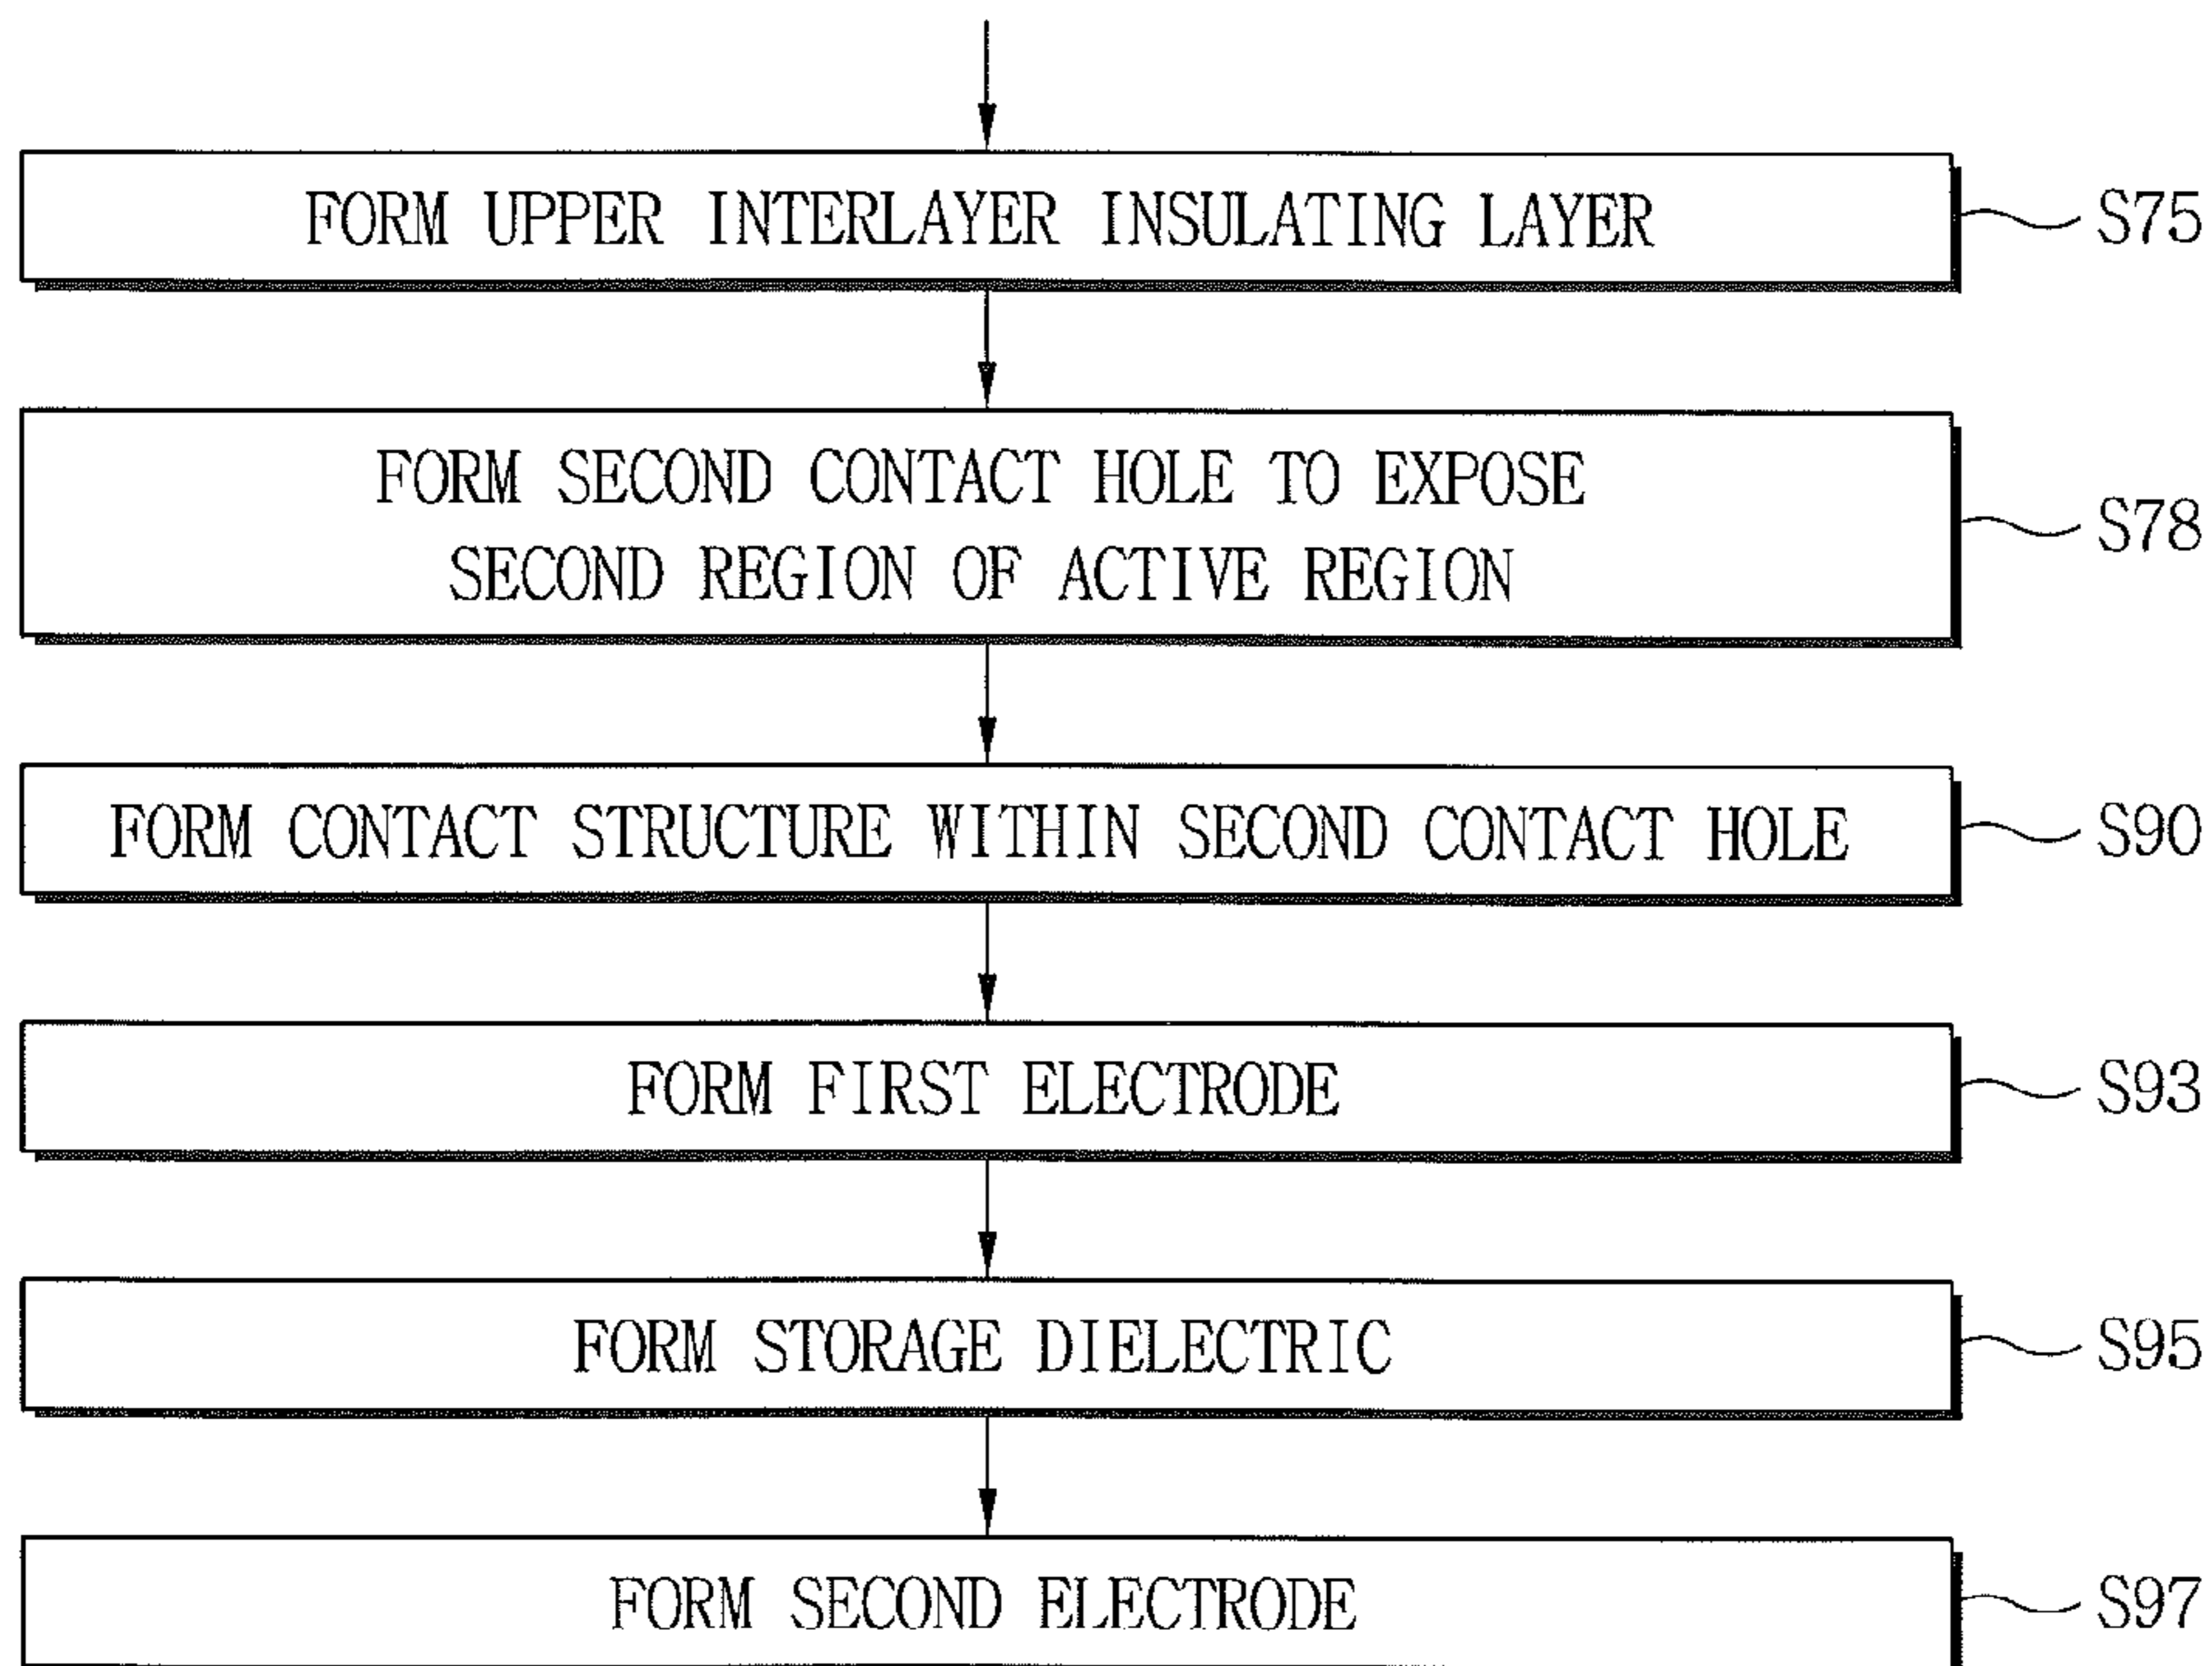 FORM UPPER INTERLAYER INSULATING LAYER
S75
FORM SECOND CONTACT HOLE TO EXPOSE
SECOND REGION OF ACTIVE REGION
S78
FORM CONTACT STRUCTURE WITHIN SECOND CONTACT HOLE
S90
FORM FIRST ELECTRODE
S93
FORM STORAGE DIELECTRIC
S95
FORM SECOND ELECTRODE
S97